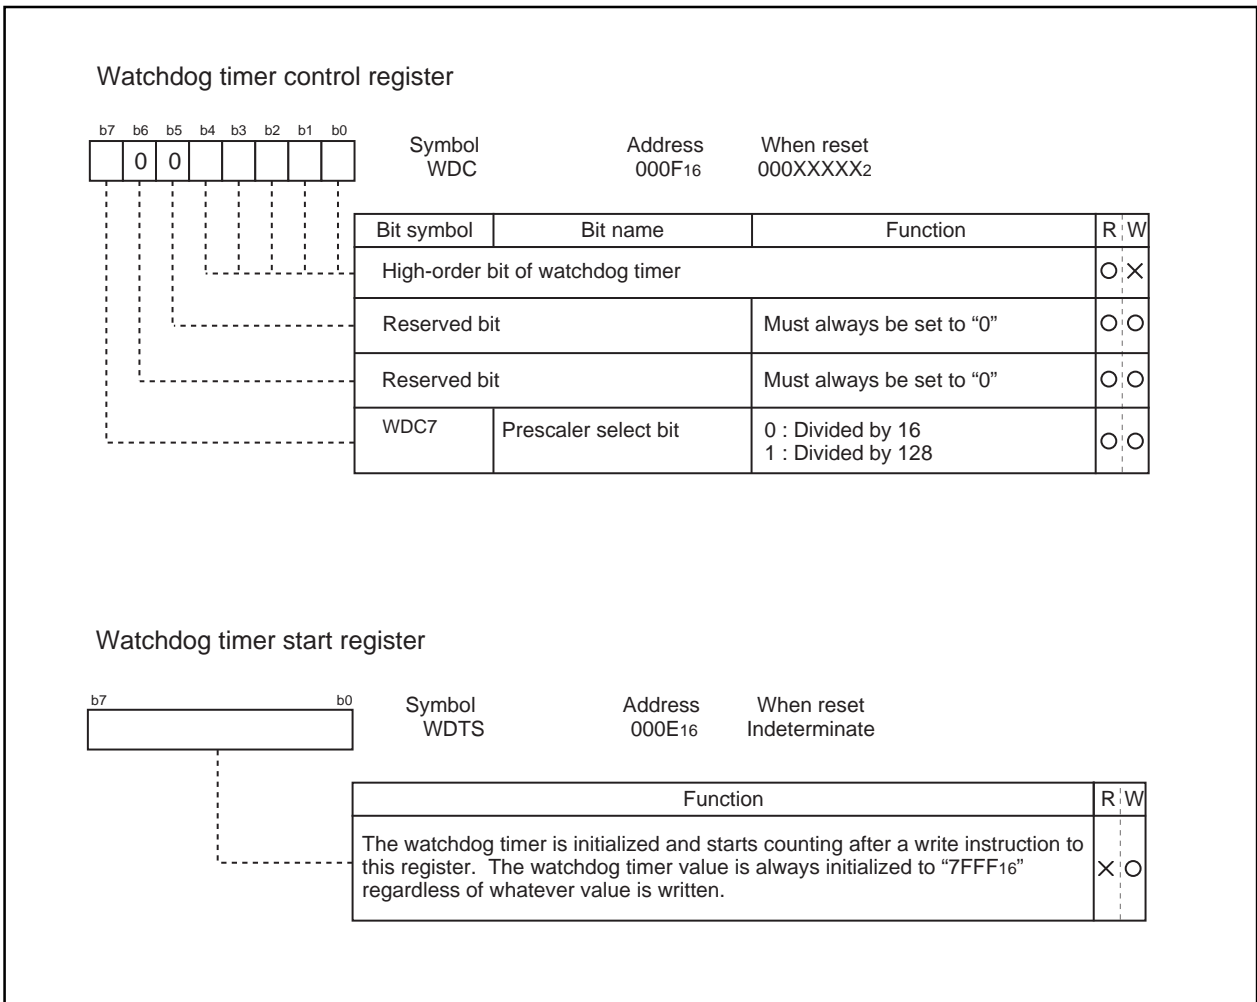 Watchdog timer control register
b7 b6 b5 b4 b3 b2 b1 b0
0 0
Symbol Address When reset
WDC 000F16 000XXXXX2
Bit symbol Bit name Function R W
High-order bit of watchdog timer
Reserved bit Must always be set to “0”
Reserved bit Must always be set to “0”
WDC7 Prescaler select bit 0 : Divided by 16
1 : Divided by 128
Watchdog timer start register
b7 b0
Symbol Address When reset
WDTS 000E16 Indeterminate
Function R W
The watchdog timer is initialized and starts counting after a write instruction to
this register. The watchdog timer value is always initialized to “7FFF16”
regardless of whatever value is written.